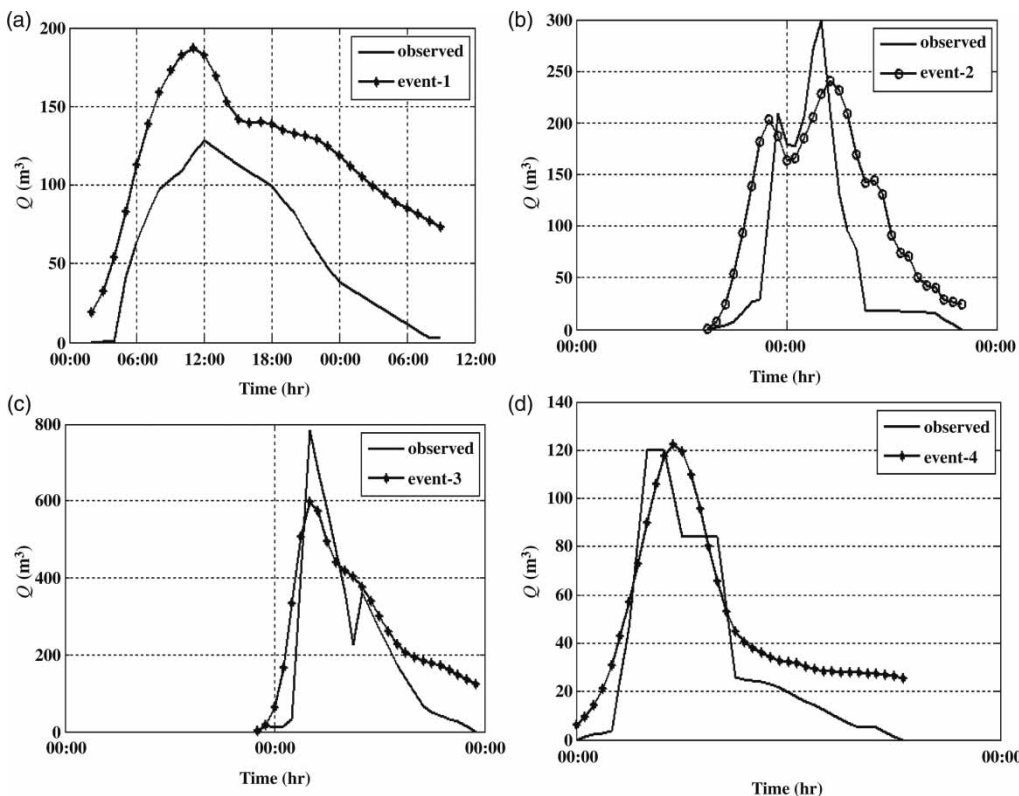 (a)
200
150
100
50
0
Q (m³)
observed
event-1
00:00 06:00 12:00 18:00 00:00 06:00 12:00
Time (hr)
(b)
300
250
200
150
100
50
0
Q (m³)
observed
event-2
00:00 00:00 00:00
Time (hr)
(c)
800
600
400
200
0
Q (m³)
observed
event-3
00:00 00:00 00:00
Time (hr)
(d)
140
120
100
80
60
40
20
0
Q (m³)
observed
event-4
00:00 00:00
Time (hr)